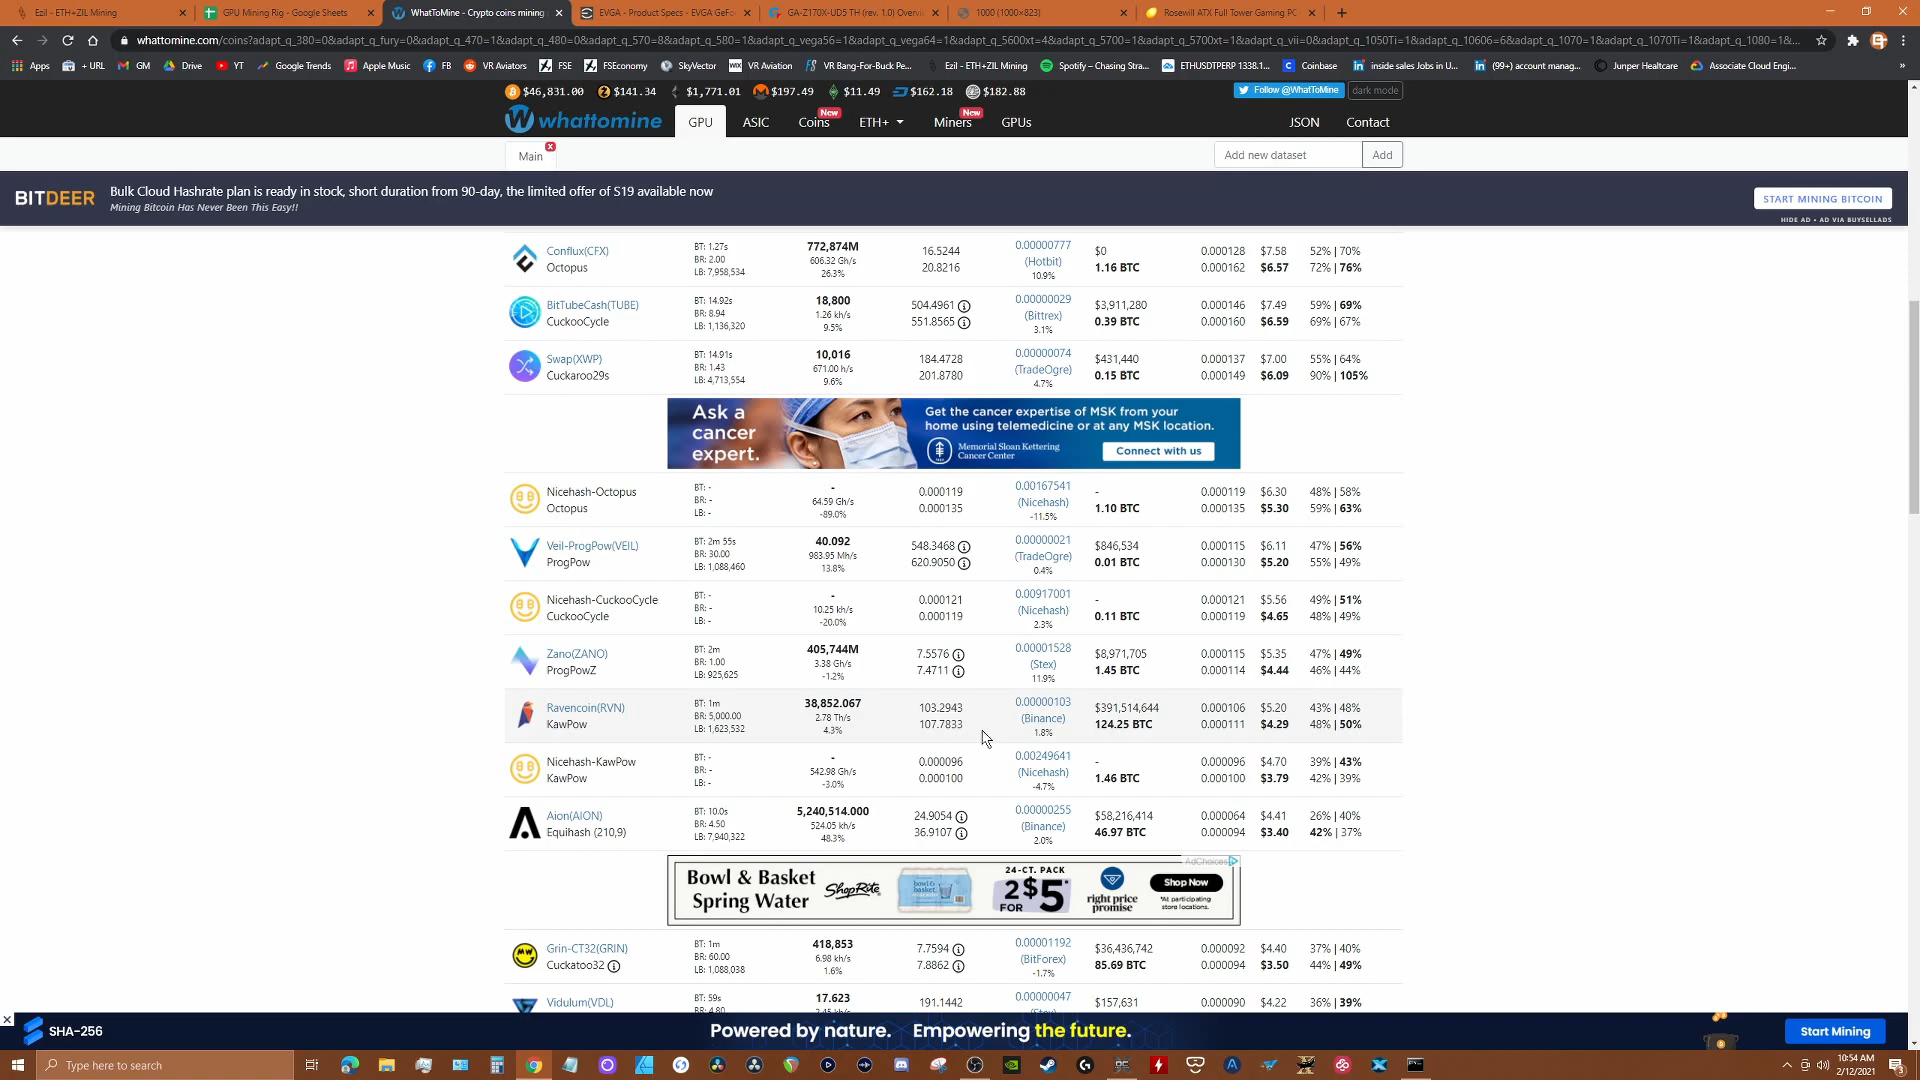 Ezil - ETH+ZIL Mining
GPU Mining Rig - Google Sheets
WhatToMine - Crypto coins mining
EVGA - Product Specs - EVGA GeFo
GA-Z170X-UD5 TH (rev. 1.0) Overvi
1000 (1000×823)
Rosewill ATX Full Tower Gaming PC
whattomine.com/coins?adapt_q_380=0&adapt_q_fury=0&adapt_q_470=1&adapt_q_480=0&adapt_q_570=8&adapt_q_580=1&adapt_q_vega56=1&adapt_q_vega64=1&adapt_q_5600xt=4&adapt_q_5700=1&adapt_q_5700xt=1&adapt_q_vii=0&adapt_q_1050Ti=1&adapt_q_10606=6&adapt_q_1070=1&adapt_q_1070Ti=1&adapt_q_1080=1&...
Apps + URL GM Drive YT Google Trends Apple Music FB VR Aviators FSE FSEconomy SkyVector VR Aviation VR Bang-For-Buck Pe... Ezil - ETH+ZIL Mining Spotify – Chasing Stra... ETHUSDTPERP 1338.1... Coinbase inside sales Jobs in U... (99+) account manag... Junper Healtcare Associate Cloud Engi... »
$46,831.00 $141.34 $1,771.01 $197.49 $11.49 $162.18 $182.88
Follow @WhatToMine dark mode
whattomine GPU ASIC Coins New ETH+ Miners New GPUs JSON Contact
Main x Add new dataset Add
BITDEER
Bulk Cloud Hashrate plan is ready in stock, short duration from 90-day, the limited offer of S19 available now
Mining Bitcoin Has Never Been This Easy!!
START MINING BITCOIN
HIDE AD • AD VIA BUYSELLADS
Conflux(CFX) BT: 1.27s 772,874M 16.5244 0.00000777 $0 0.000128 $7.58 52% | 70%
Octopus BR: 2.00 606.32 Gh/s 20.8216 (Hotbit) 1.16 BTC 0.000162 $6.57 72% | 76%
LB: 7,958,534 26.3% 10.9%
BitTubeCash(TUBE) BT: 14.92s 18,800 504.4961 0.00000029 $3,911,280 0.000146 $7.49 59% | 69%
CuckooCycle BR: 8.94 1.26 kh/s 551.8565 (Bittrex) 0.39 BTC 0.000160 $6.59 69% | 67%
LB: 1,136,320 9.5% 3.1%
Swap(XWP) BT: 14.91s 10,016 184.4728 0.00000074 $431,440 0.000137 $7.00 55% | 64%
Cuckaroo29s BR: 1.43 671.00 h/s 201.8780 (TradeOgre) 0.15 BTC 0.000149 $6.09 90% | 105%
LB: 4,713,554 9.6% 4.7%
Ask a
cancer
expert.
Get the cancer expertise of MSK from your
home using telemedicine or at any MSK location.
Memorial Sloan Kettering
Cancer Center
Connect with us
Nicehash-Octopus BT: - - 0.000119 0.00167541 - 0.000119 $6.30 48% | 58%
Octopus BR: - 64.59 Gh/s 0.000135 (Nicehash) 1.10 BTC 0.000135 $5.30 59% | 63%
LB: - -89.0% -11.5%
Veil-ProgPow(VEIL) BT: 2m 55s 40.092 548.3468 0.00000021 $846,534 0.000115 $6.11 47% | 56%
ProgPow BR: 30.00 983.95 Mh/s 620.9050 (TradeOgre) 0.01 BTC 0.000130 $5.20 55% | 49%
LB: 1,088,460 13.8% 0.4%
Nicehash-CuckooCycle BT: - - 0.000121 0.00917001 - 0.000121 $5.56 49% | 51%
CuckooCycle BR: - 10.25 kh/s 0.000119 (Nicehash) 0.11 BTC 0.000119 $4.65 48% | 49%
LB: - -20.0% 2.3%
Zano(ZANO) BT: 2m 405,744M 7.5576 0.00001528 $8,971,705 0.000115 $5.35 47% | 49%
ProgPowZ BR: 1.00 3.38 Gh/s 7.4711 (Stex) 1.45 BTC 0.000114 $4.44 46% | 44%
LB: 925,625 -1.2% 11.9%
Ravencoin(RVN) BT: 1m 38,852.067 103.2943 0.00000103 $391,514,644 0.000106 $5.20 43% | 48%
KawPow BR: 5,000.00 2.78 Th/s 107.7833 (Binance) 124.25 BTC 0.000111 $4.29 48% | 50%
LB: 1,623,532 4.3% 1.8%
Nicehash-KawPow BT: - - 0.000096 0.00249641 - 0.000096 $4.70 39% | 43%
KawPow BR: - 542.98 Gh/s 0.000100 (Nicehash) 1.46 BTC 0.000100 $3.79 42% | 39%
LB: - -3.0% -4.7%
Aion(AION) BT: 10.0s 5,240,514.000 24.9054 0.00000255 $58,216,414 0.000064 $4.41 26% | 40%
Equihash (210,9) BR: 4.50 524.05 kh/s 36.9107 (Binance) 46.97 BTC 0.000094 $3.40 42% | 37%
LB: 7,940,322 48.3% 2.0%
AdChoices
Bowl & Basket
Spring Water
ShopRite
24-CT. PACK
2 FOR $5*
right price
promise
Shop Now
*At participating
store locations.
Grin-CT32(GRIN) BT: 1m 418,853 7.7594 0.00001192 $36,436,742 0.000092 $4.40 37% | 40%
Cuckatoo32 BR: 60.00 6.98 kh/s 7.8862 (BitForex) 85.69 BTC 0.000094 $3.50 44% | 49%
LB: 1,088,038 1.6% -1.7%
Vidulum(VDL) BT: 59s 17.623 191.1442 0.00000047 $157,631 0.000090 $4.22 36% | 39%
SHA-256
Powered by nature. Empowering the future.
Start Mining
Type here to search
10:54 AM
2/12/2021